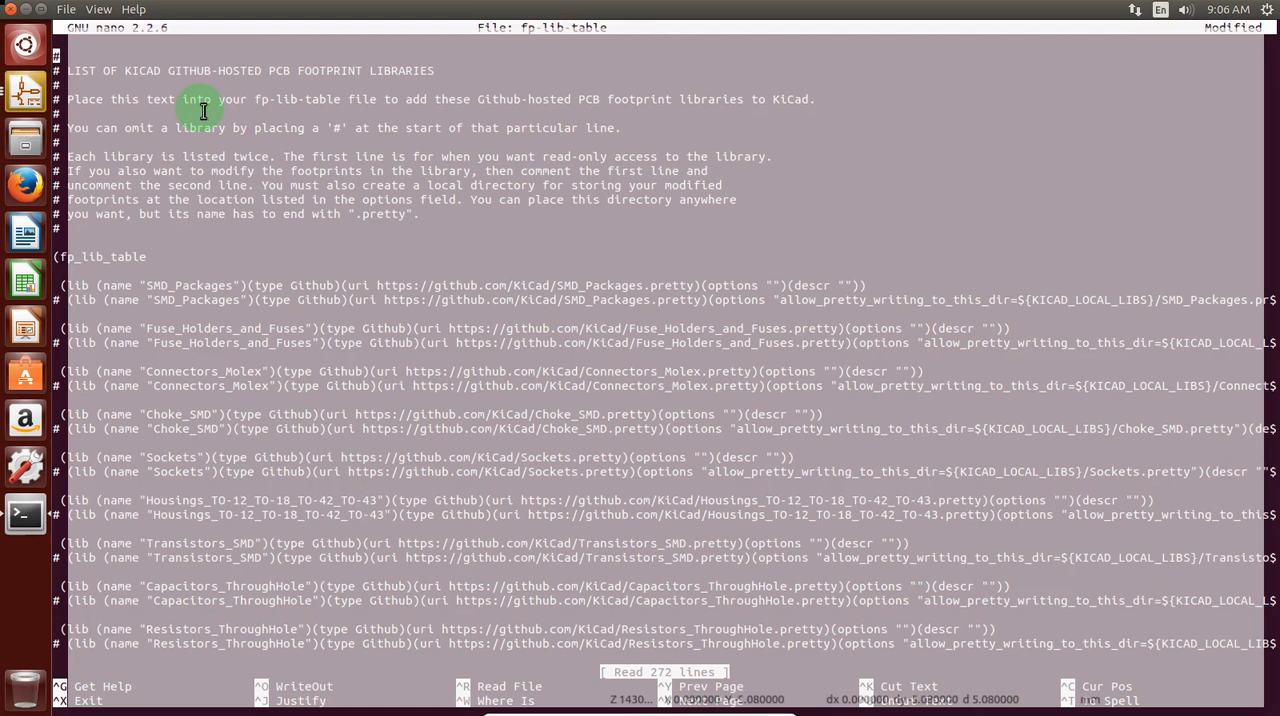 File View Help
En 9:06 AM
GNU nano 2.2.6 File: fp-lib-table Modified
#
# LIST OF KICAD GITHUB-HOSTED PCB FOOTPRINT LIBRARIES
#
# Place this text into your fp-lib-table file to add these Github-hosted PCB footprint libraries to KiCad.
#
# You can omit a library by placing a '#' at the start of that particular line.
#
# Each library is listed twice. The first line is for when you want read-only access to the library.
# If you also want to modify the footprints in the library, then comment the first line and
# uncomment the second line. You must also create a local directory for storing your modified
# footprints at the location listed in the options field. You can place this directory anywhere
# you want, but its name has to end with ".pretty".
#
(fp_lib_table
(lib (name "SMD_Packages")(type Github)(uri https://github.com/KiCad/SMD_Packages.pretty)(options "")(descr ""))
# (lib (name "SMD_Packages")(type Github)(uri https://github.com/KiCad/SMD_Packages.pretty)(options "allow_pretty_writing_to_this_dir=${KICAD_LOCAL_LIBS}/SMD_Packages.pr$
(lib (name "Fuse_Holders_and_Fuses")(type Github)(uri https://github.com/KiCad/Fuse_Holders_and_Fuses.pretty)(options "")(descr ""))
# (lib (name "Fuse_Holders_and_Fuses")(type Github)(uri https://github.com/KiCad/Fuse_Holders_and_Fuses.pretty)(options "allow_pretty_writing_to_this_dir=${KICAD_LOCAL_L$
(lib (name "Connectors_Molex")(type Github)(uri https://github.com/KiCad/Connectors_Molex.pretty)(options "")(descr ""))
# (lib (name "Connectors_Molex")(type Github)(uri https://github.com/KiCad/Connectors_Molex.pretty)(options "allow_pretty_writing_to_this_dir=${KICAD_LOCAL_LIBS}/Connect$
(lib (name "Choke_SMD")(type Github)(uri https://github.com/KiCad/Choke_SMD.pretty)(options "")(descr ""))
# (lib (name "Choke_SMD")(type Github)(uri https://github.com/KiCad/Choke_SMD.pretty)(options "allow_pretty_writing_to_this_dir=${KICAD_LOCAL_LIBS}/Choke_SMD.pretty")(de$
(lib (name "Sockets")(type Github)(uri https://github.com/KiCad/Sockets.pretty)(options "")(descr ""))
# (lib (name "Sockets")(type Github)(uri https://github.com/KiCad/Sockets.pretty)(options "allow_pretty_writing_to_this_dir=${KICAD_LOCAL_LIBS}/Sockets.pretty")(descr ""$
(lib (name "Housings_TO-12_TO-18_TO-42_TO-43")(type Github)(uri https://github.com/KiCad/Housings_TO-12_TO-18_TO-42_TO-43.pretty)(options "")(descr ""))
# (lib (name "Housings_TO-12_TO-18_TO-42_TO-43")(type Github)(uri https://github.com/KiCad/Housings_TO-12_TO-18_TO-42_TO-43.pretty)(options "allow_pretty_writing_to_this$
(lib (name "Transistors_SMD")(type Github)(uri https://github.com/KiCad/Transistors_SMD.pretty)(options "")(descr ""))
# (lib (name "Transistors_SMD")(type Github)(uri https://github.com/KiCad/Transistors_SMD.pretty)(options "allow_pretty_writing_to_this_dir=${KICAD_LOCAL_LIBS}/Transisto$
(lib (name "Capacitors_ThroughHole")(type Github)(uri https://github.com/KiCad/Capacitors_ThroughHole.pretty)(options "")(descr ""))
# (lib (name "Capacitors_ThroughHole")(type Github)(uri https://github.com/KiCad/Capacitors_ThroughHole.pretty)(options "allow_pretty_writing_to_this_dir=${KICAD_LOCAL_L$
(lib (name "Resistors_ThroughHole")(type Github)(uri https://github.com/KiCad/Resistors_ThroughHole.pretty)(options "")(descr ""))
# (lib (name "Resistors_ThroughHole")(type Github)(uri https://github.com/KiCad/Resistors_ThroughHole.pretty)(options "allow_pretty_writing_to_this_dir=${KICAD_LOCAL_LIB$
[ Read 272 lines ]
^G Get Help ^O WriteOut ^R Read File ^Y Prev Page ^K Cut Text ^C Cur Pos
^X Exit ^J Justify ^W Where Is Z 1430... dx 0.000000 dy 5.080000 d 5.080000 ^T To Spell